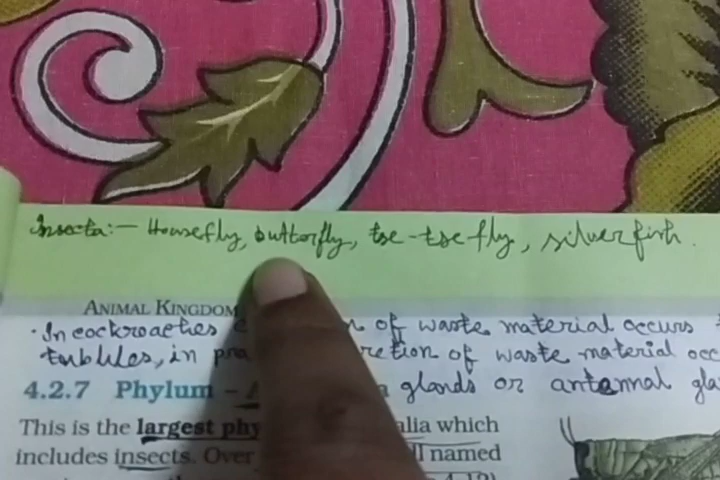 Insecta:- Housefly, butterfly, tse-tse fly, silverfish.
ANIMAL KINGDOM
· In cockroaches of waste material occurs
tubules, in of waste material occ
4.2.7 Phylum – glands or antennal gla
This is the largest phy alia which
includes insects. Over named